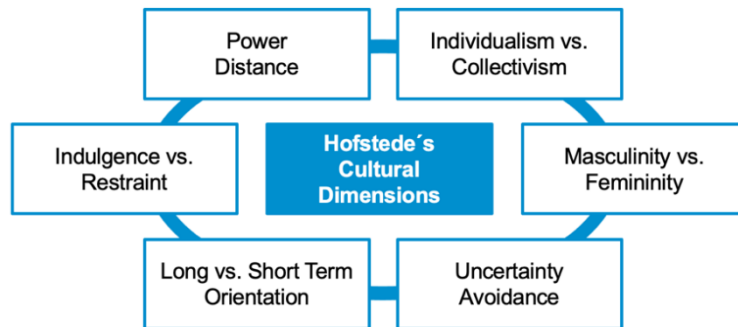 Power
Distance
Individualism vs.
Collectivism
Indulgence vs.
Restraint
Hofstede´s
Cultural
Dimensions
Masculinity vs.
Femininity
Long vs. Short Term
Orientation
Uncertainty
Avoidance